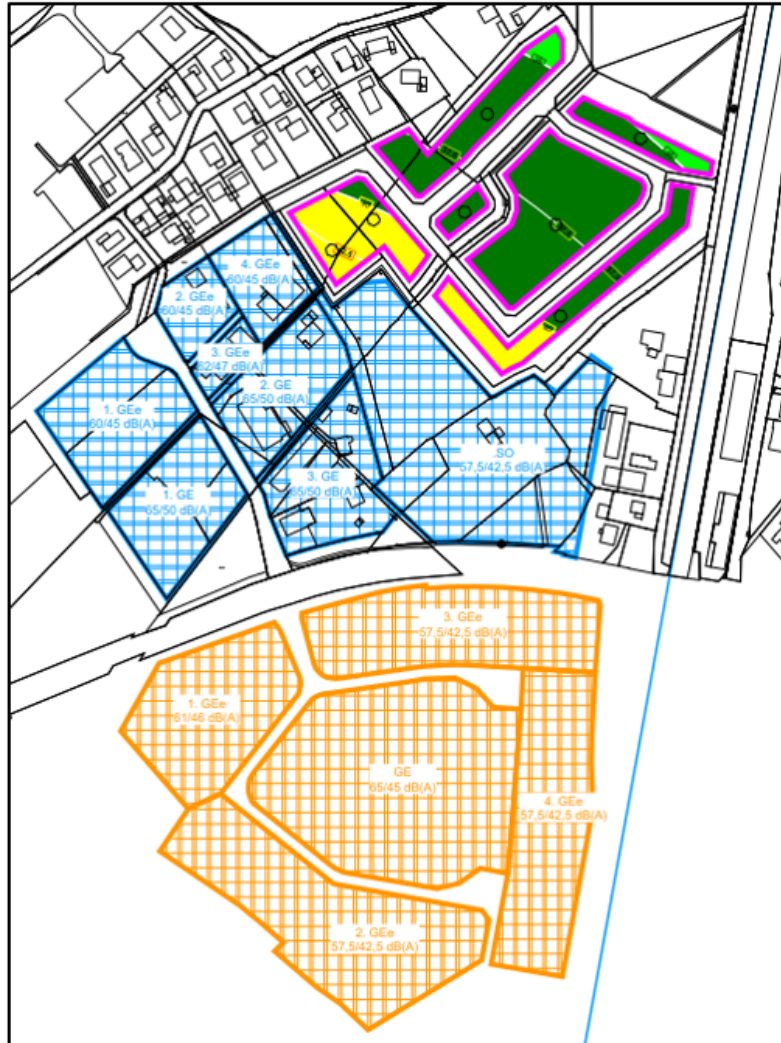 4. GEe
60/45 dB(A)
2. GEe
60/45 dB(A)
3. GEe
62/47 dB(A)
2. GE
65/50 dB(A)
1. GEe
60/45 dB(A)
1. GE
65/50 dB(A)
3. GE
65/50 dB(A)
.SO
57,5/42,5 dB(A)
3. GEe
57,5/42,5 dB(A)
1. GEe
61/46 dB(A)
GE
65/45 dB(A)
4. GEe
57,5/42,5 dB(A)
2. GEe
57,5/42,5 dB(A)